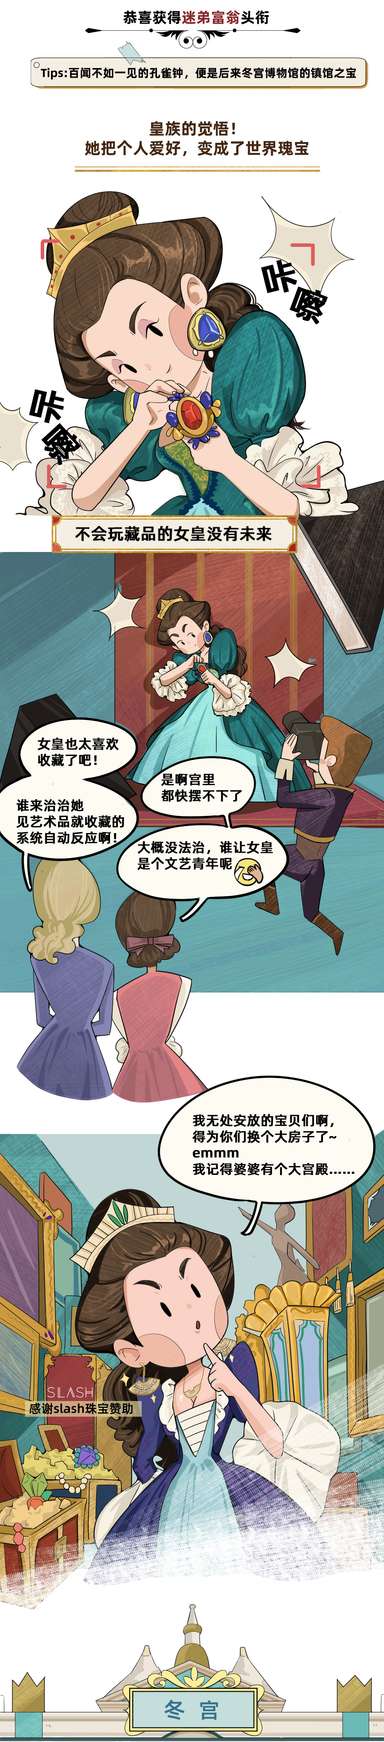 恭喜获得迷弟富翁头衔
Tips:百闻不如一见的孔雀钟，便是后来冬宫博物馆的镇馆之宝
皇族的觉悟！
她把个人爱好，变成了世界瑰宝
咔嚓
咔嚓
不会玩藏品的女皇没有未来
女皇也太喜欢
收藏了吧！
是啊宫里
都快摆不下了
谁来治治她
见艺术品就收藏的
系统自动反应啊！
大概没法治，谁让女皇
是个文艺青年呢
我无处安放的宝贝们啊，
得为你们换个大房子了~
emmm
我记得婆婆有个大宫殿……
SLASH
感谢slash珠宝赞助
冬宫